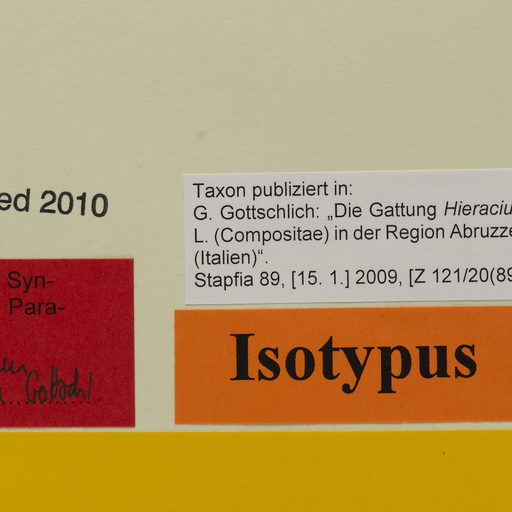 ed 2010
Taxon publiziert in:
G. Gottschlich: „Die Gattung Hieraciu
L. (Compositae) in der Region Abruzze
(Italien)“.
Stapfia 89, [15. 1.] 2009, [Z 121/20(89
Syn-
Para-
Gottschl.
Isotypus